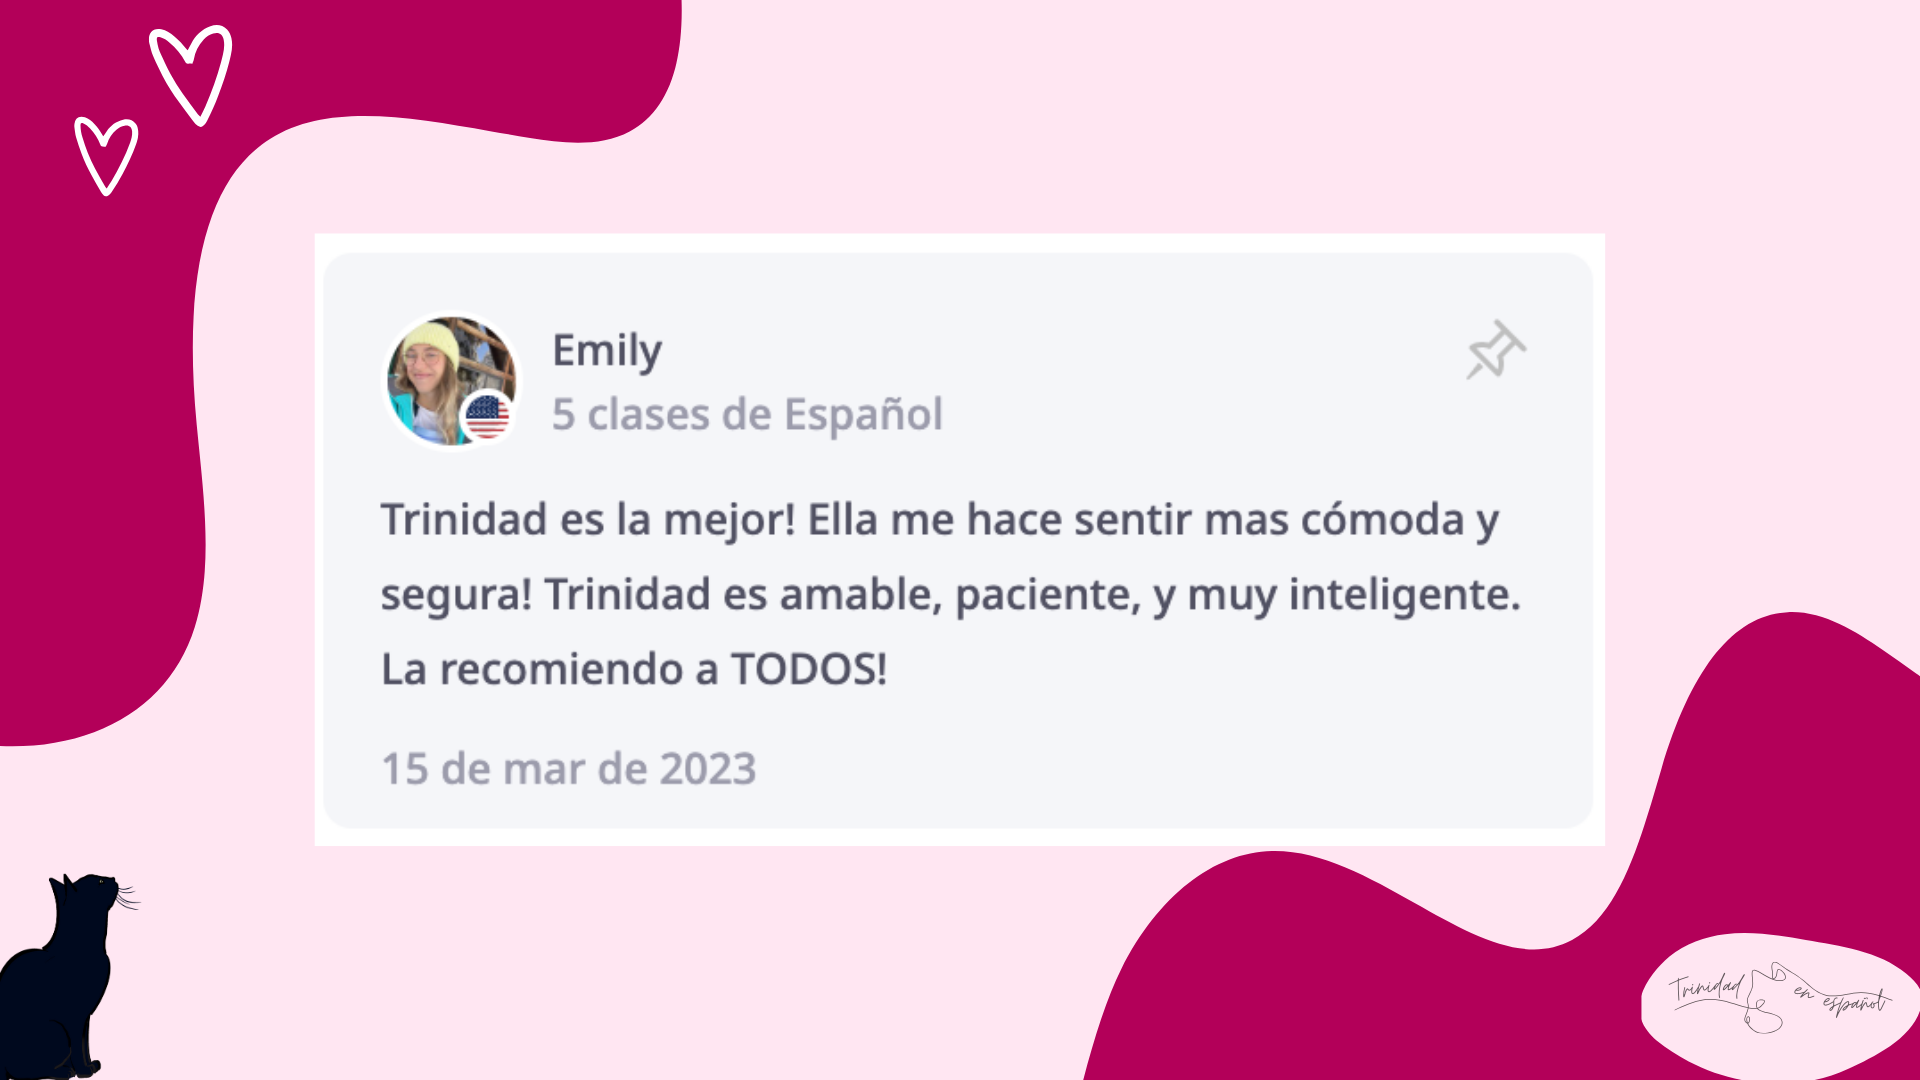 Emily
5 clases de Español
Trinidad es la mejor! Ella me hace sentir mas cómoda y
segura! Trinidad es amable, paciente, y muy inteligente.
La recomiendo a TODOS!
15 de mar de 2023
Trinidad en español